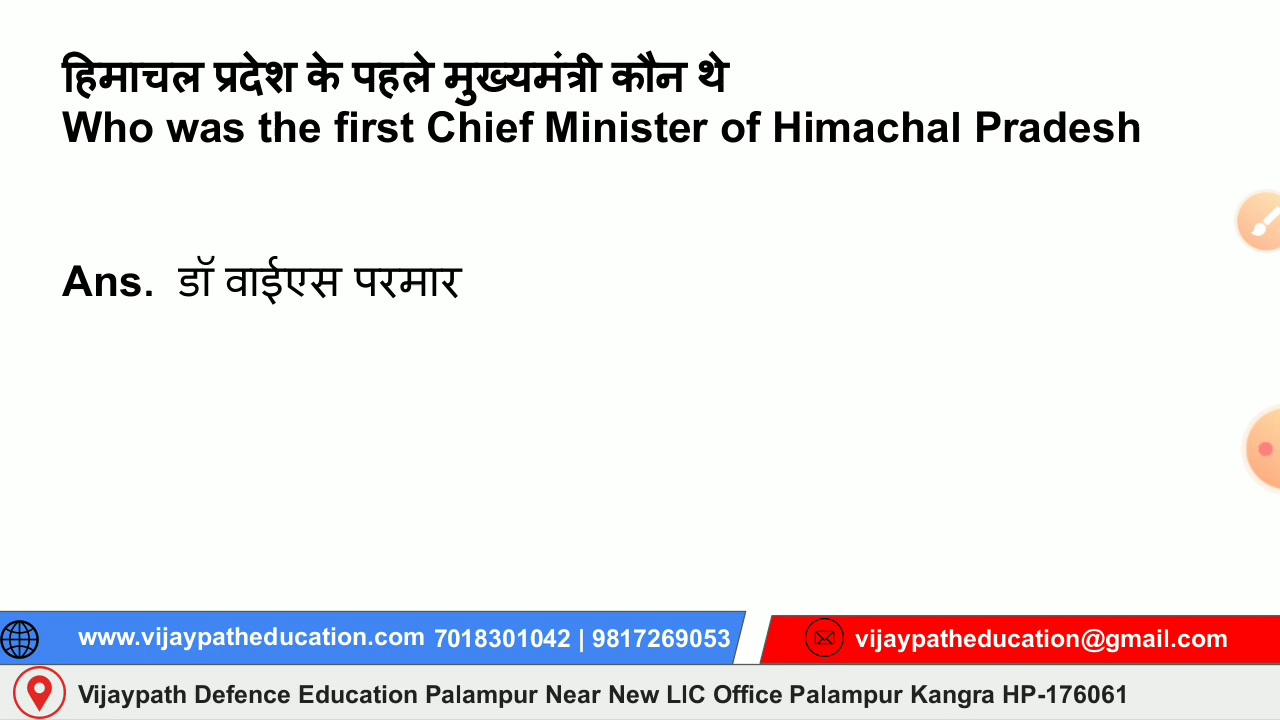 हिमाचल प्रदेश के पहले मुख्यमंत्री कौन थे
Who was the first Chief Minister of Himachal Pradesh
Ans. डॉ वाईएस परमार
www.vijaypatheducation.com 7018301042 | 9817269053
vijaypatheducation@gmail.com
Vijaypath Defence Education Palampur Near New LIC Office Palampur Kangra HP-176061